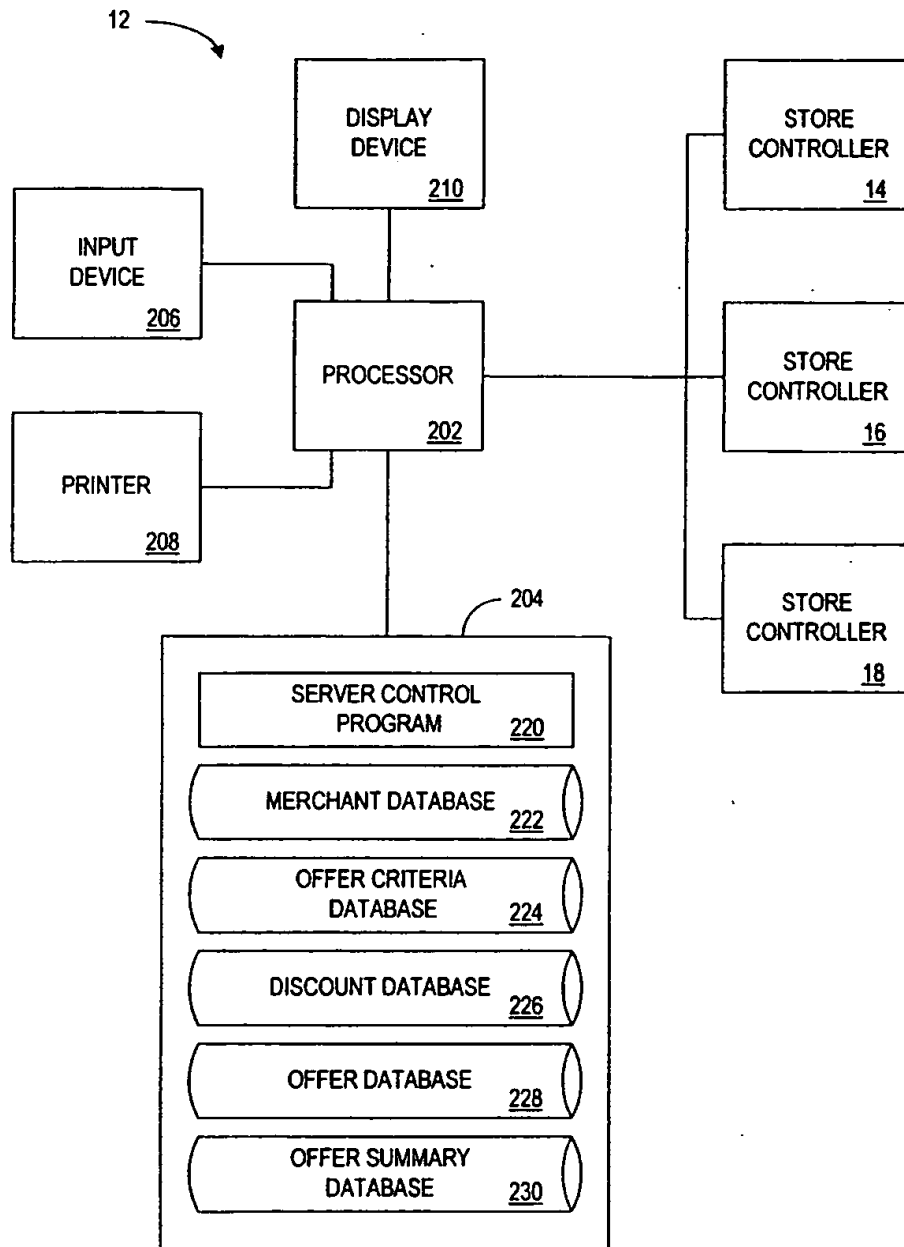 12
DISPLAY
DEVICE
210
STORE
CONTROLLER
14
INPUT
DEVICE
206
PROCESSOR
202
STORE
CONTROLLER
16
PRINTER
208
STORE
CONTROLLER
18
204
SERVER CONTROL
PROGRAM
220
MERCHANT DATABASE
222
OFFER CRITERIA
DATABASE
224
DISCOUNT DATABASE
226
OFFER DATABASE
228
OFFER SUMMARY
DATABASE
230